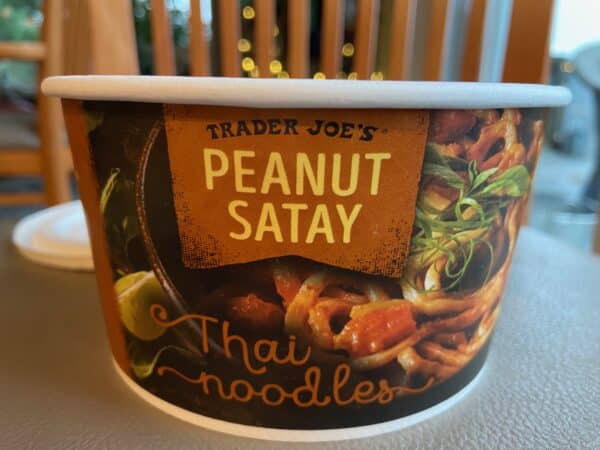 TRADER JOE'S®
PEANUT
SATAY
Thai
noodles